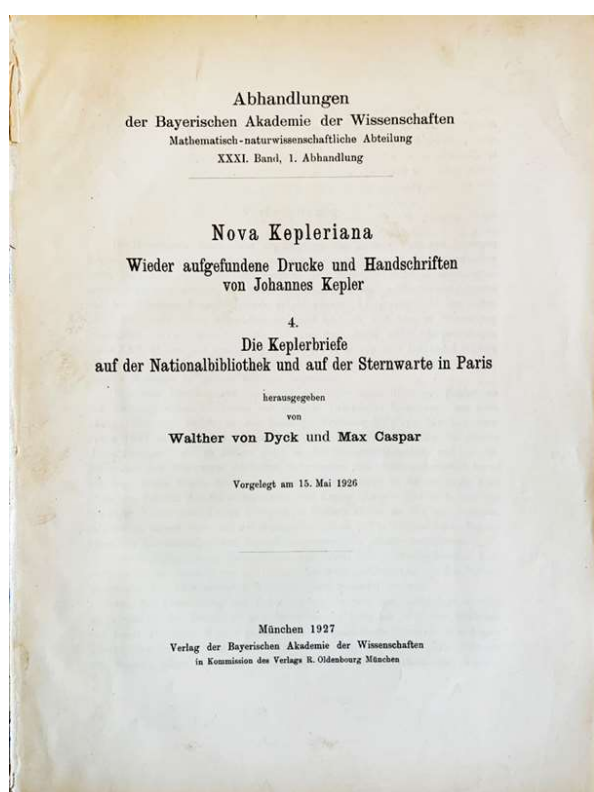 Abhandlungen
der Bayerischen Akademie der Wissenschaften
Mathematisch-naturwissenschaftliche Abteilung
XXXI. Band, 1. Abhandlung
Nova Kepleriana
Wieder aufgefundene Drucke und Handschriften
von Johannes Kepler
4.
Die Keplerbriefe
auf der Nationalbibliothek und auf der Sternwarte in Paris
herausgegeben
von
Walther von Dyck und Max Caspar
Vorgelegt am 15. Mai 1926
München 1927
Verlag der Bayerischen Akademie der Wissenschaften
in Kommission des Verlags R. Oldenbourg München